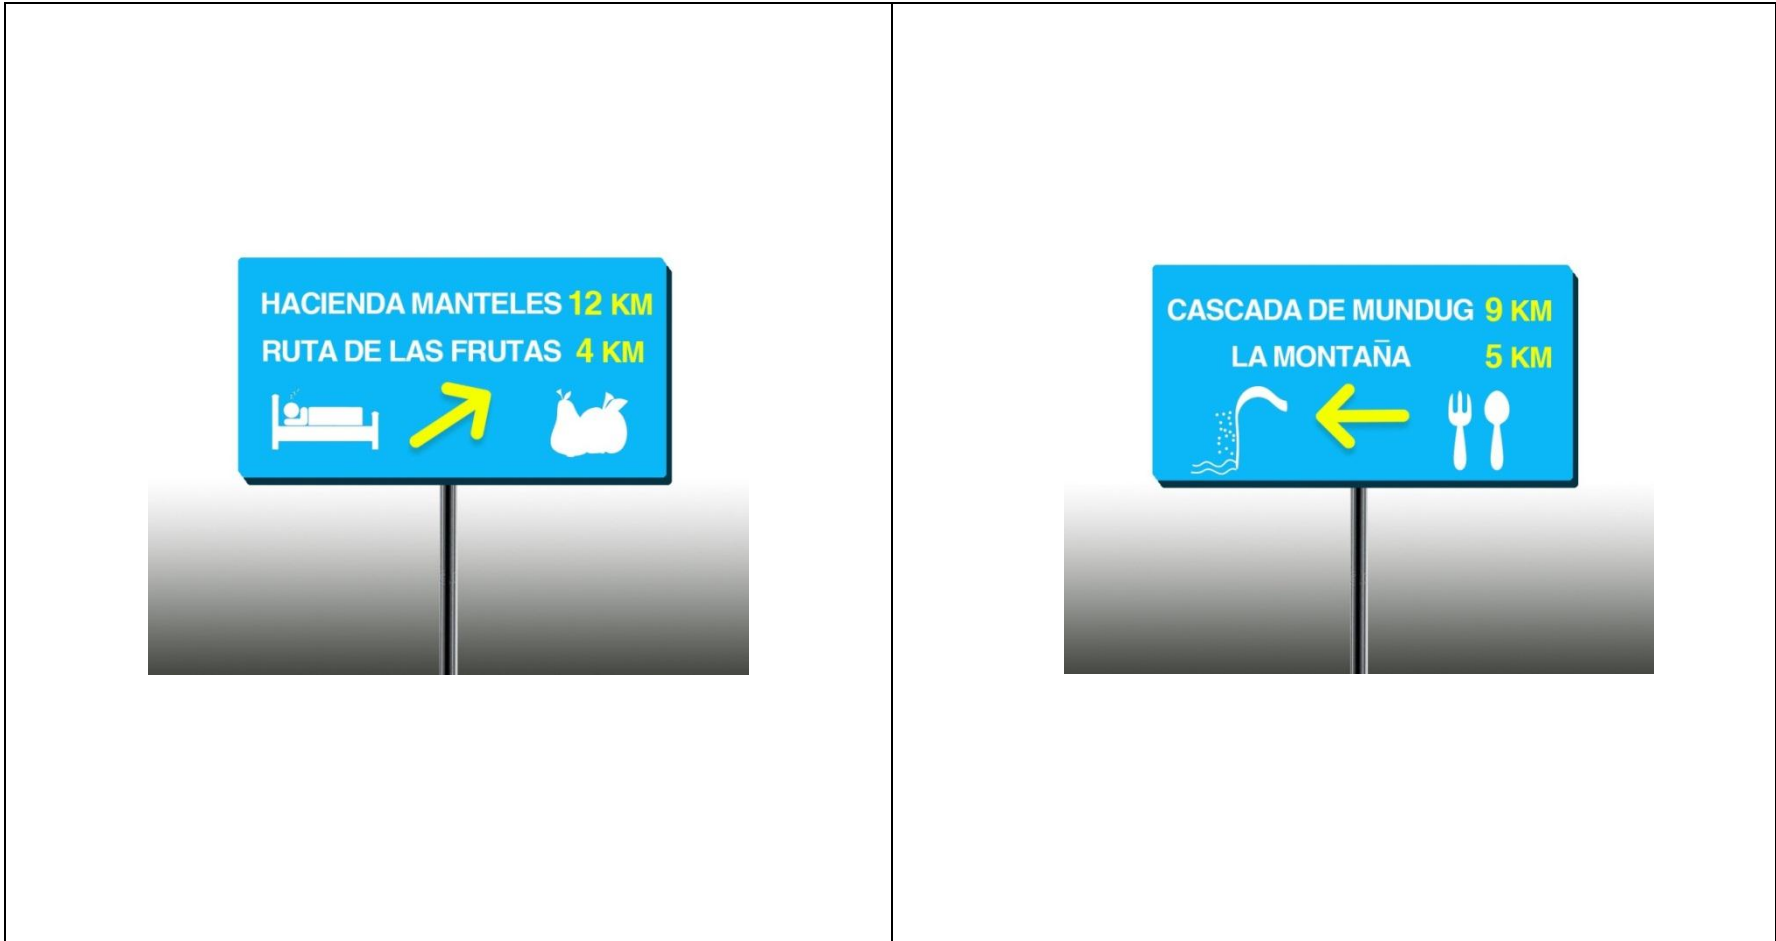 HACIENDA MANTELES 12 KM
RUTA DE LAS FRUTAS 4 KM
CASCADA DE MUNDUG 9 KM
LA MONTAÑA 5 KM